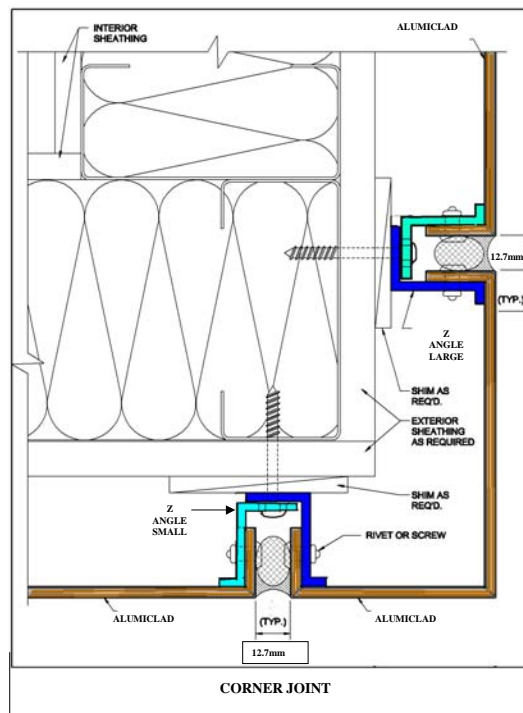 INTERIOR
SHEATHING
ALUMICLAD
12.7mm
(TYP.)
Z
ANGLE
LARGE
SHIM AS
REQ'D.
EXTERIOR
SHEATHING
AS REQUIRED
SHIM AS
REQ'D.
Z
ANGLE
SMALL
RIVET OR SCREW
ALUMICLAD
(TYP.)
ALUMICLAD
12.7mm
CORNER JOINT